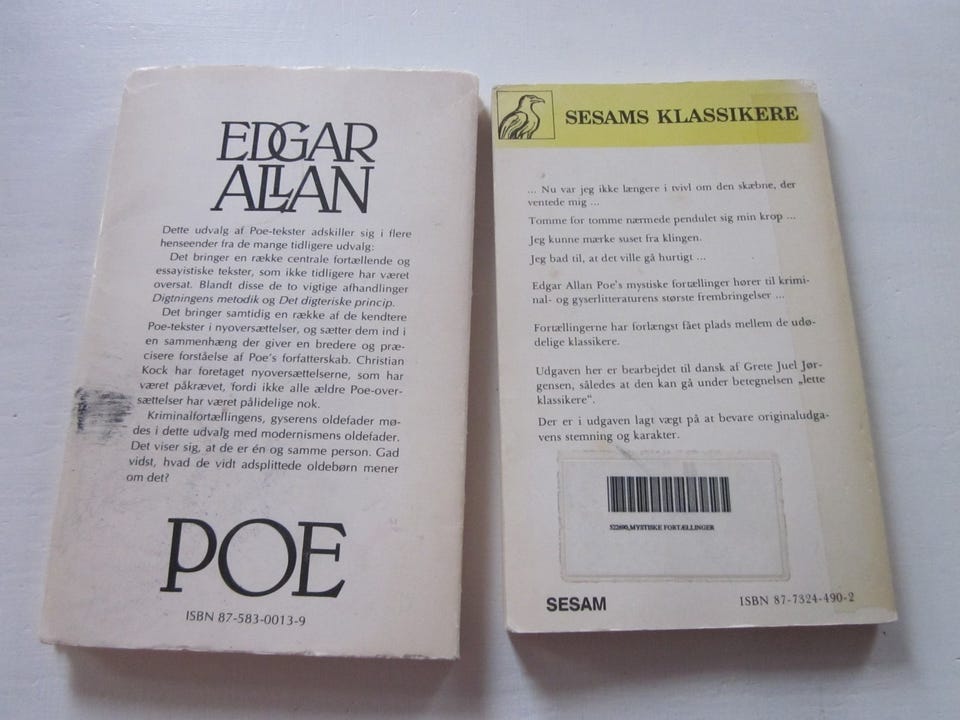 EDGAR
ALLAN
Dette udvalg af Poe-tekster adskiller sig i flere
henseender fra de mange tidligere udvalg:
Det bringer en række centrale fortællende og
essayistiske tekster, som ikke tidligere har været
oversat. Blandt disse de to vigtige afhandlinger
Digtningens metodik og Det digteriske princip.
Det bringer samtidig en række af de kendtere
Poe-tekster i nyoversættelser, og sætter dem ind i
en sammenhæng der giver en bredere og præ-
cisere forståelse af Poe's forfatterskab. Christian
Kock har foretaget nyoversættelserne, som har
været påkrævet, fordi ikke alle ældre Poe-over-
sættelser har været pålidelige nok.
Kriminalfortællingens, gyserens oldefader mø-
des i dette udvalg med modernismens oldefader.
Det viser sig, at de er én og samme person. Gad
vidst, hvad de vidt adsplittede oldebørn mener
om det?
POE
ISBN 87-583-0013-9
SESAMS KLASSIKERE
... Nu var jeg ikke længere i tvivl om den skæbne, der
ventede mig ...
Tomme for tomme nærmede pendulet sig min krop ...
Jeg kunne mærke suset fra klingen.
Jeg bad til, at det ville gå hurtigt ...
Edgar Allan Poe's mystiske fortællinger hører til krimi-
nal- og gyserlitteraturens største frembringelser ...
Fortællingerne har forlængst fået plads mellem de udø-
delige klassikere.
Udgaven her er bearbejdet til dansk af Grete Juel Jør-
gensen, således at den kan gå under betegnelsen „lette
klassikere“.
Der er i udgaven lagt vægt på at bevare originaludga-
vens stemning og karakter.
522690,MYSTISKE FORTÆLLINGER
SESAM
ISBN 87-7324-490-2